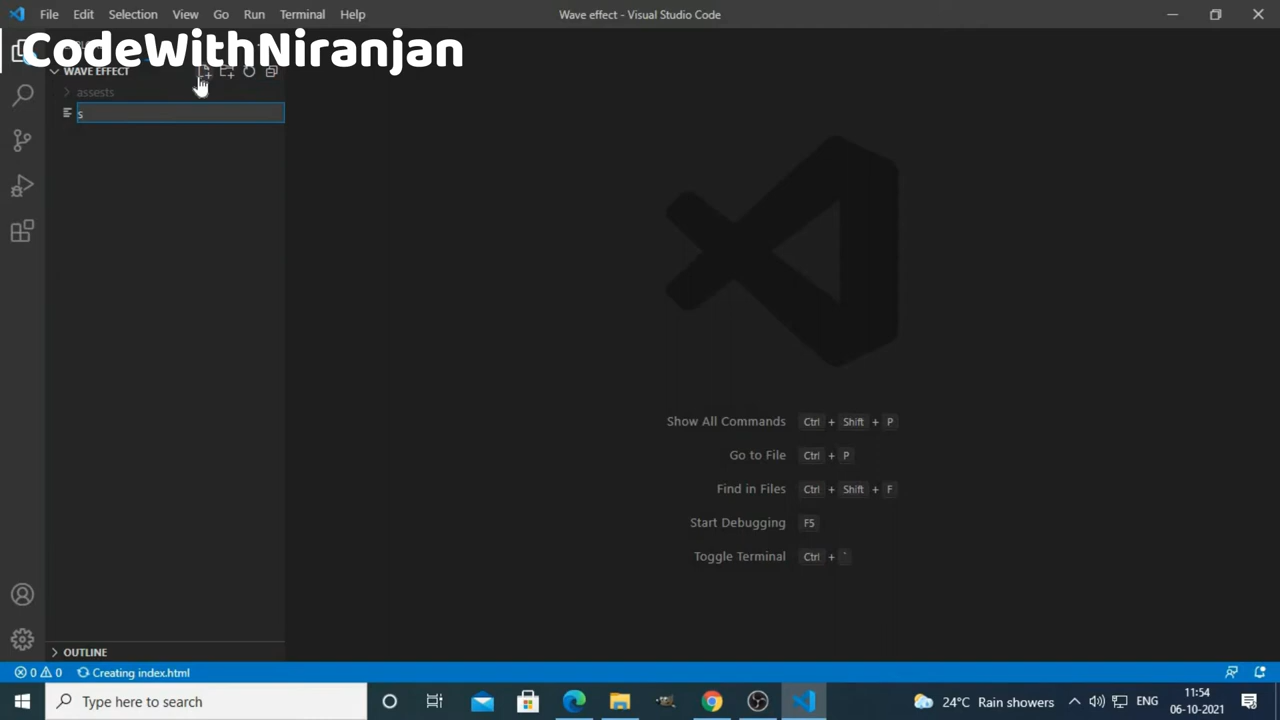 File Edit Selection View Go Run Terminal Help
Wave effect - Visual Studio Code
CodeWithNiranjan
WAVE EFFECT
assests
s
Show All Commands Ctrl + Shift + P
Go to File Ctrl + P
Find in Files Ctrl + Shift + F
Start Debugging F5
Toggle Terminal Ctrl + `
OUTLINE
0 0 Creating index.html
Type here to search
24°C Rain showers
ENG
11:54
06-10-2021